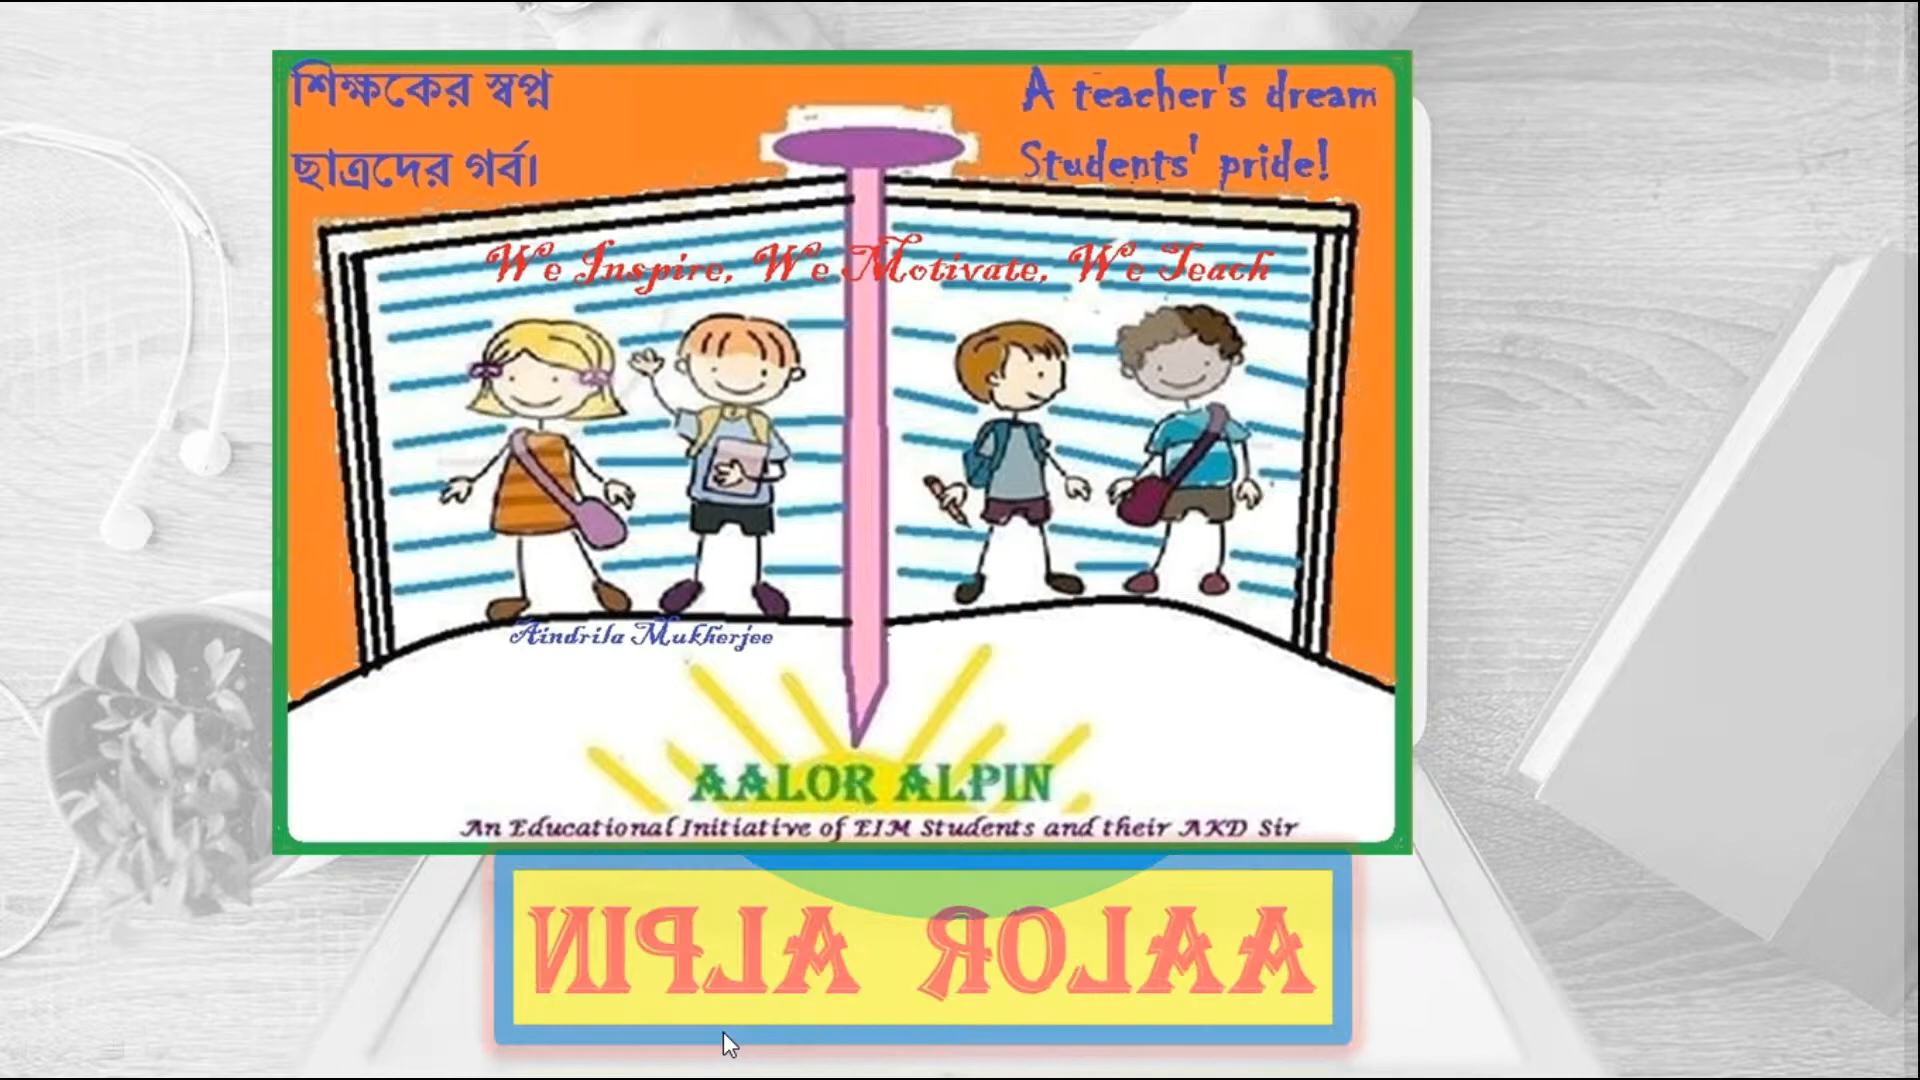 শিক্ষকের স্বপ্ন
ছাত্রদের গর্ব।
A teacher's dream
Students' pride!
We Inspire, We Motivate, We Teach
Aindrila Mukherjee
AALOR ALPIN
An Educational Initiative of EIM Students and their AKD Sir
AALOR ALPIN